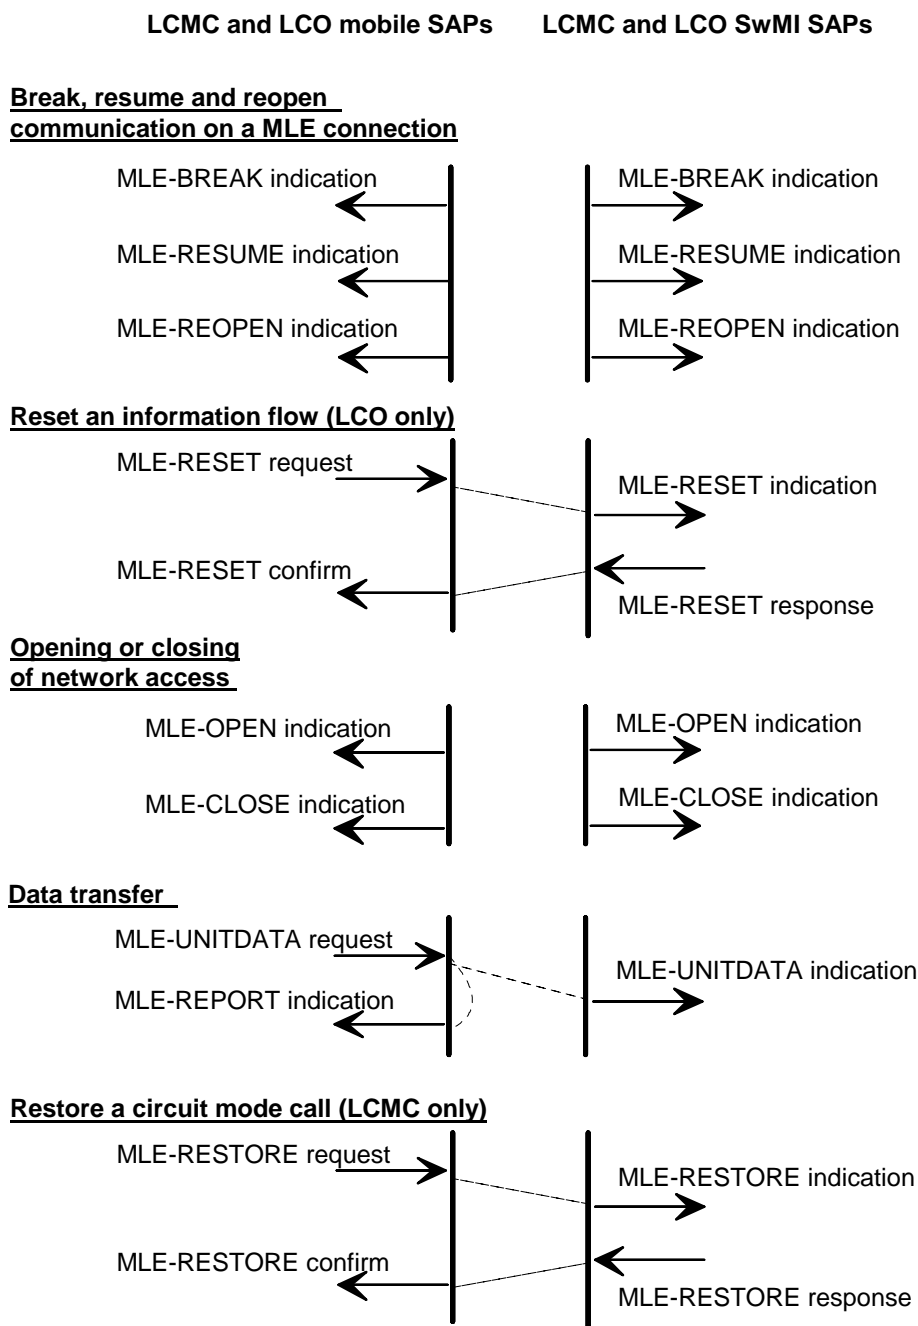 LCMC and LCO mobile SAPs LCMC and LCO SwMI SAPs
Break, resume and reopen
communication on a MLE connection
MLE-BREAK indication MLE-BREAK indication
MLE-RESUME indication MLE-RESUME indication
MLE-REOPEN indication MLE-REOPEN indication
Reset an information flow (LCO only)
MLE-RESET request
MLE-RESET indication
MLE-RESET confirm
MLE-RESET response
Opening or closing
of network access
MLE-OPEN indication MLE-OPEN indication
MLE-CLOSE indication MLE-CLOSE indication
Data transfer
MLE-UNITDATA request
MLE-UNITDATA indication
MLE-REPORT indication
Restore a circuit mode call (LCMC only)
MLE-RESTORE request
MLE-RESTORE indication
MLE-RESTORE confirm
MLE-RESTORE response